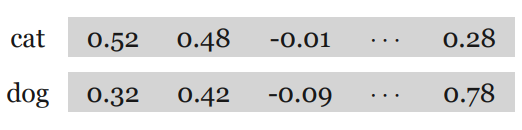 cat 0.52 0.48 -0.01 ··· 0.28
dog 0.32 0.42 -0.09 ··· 0.78